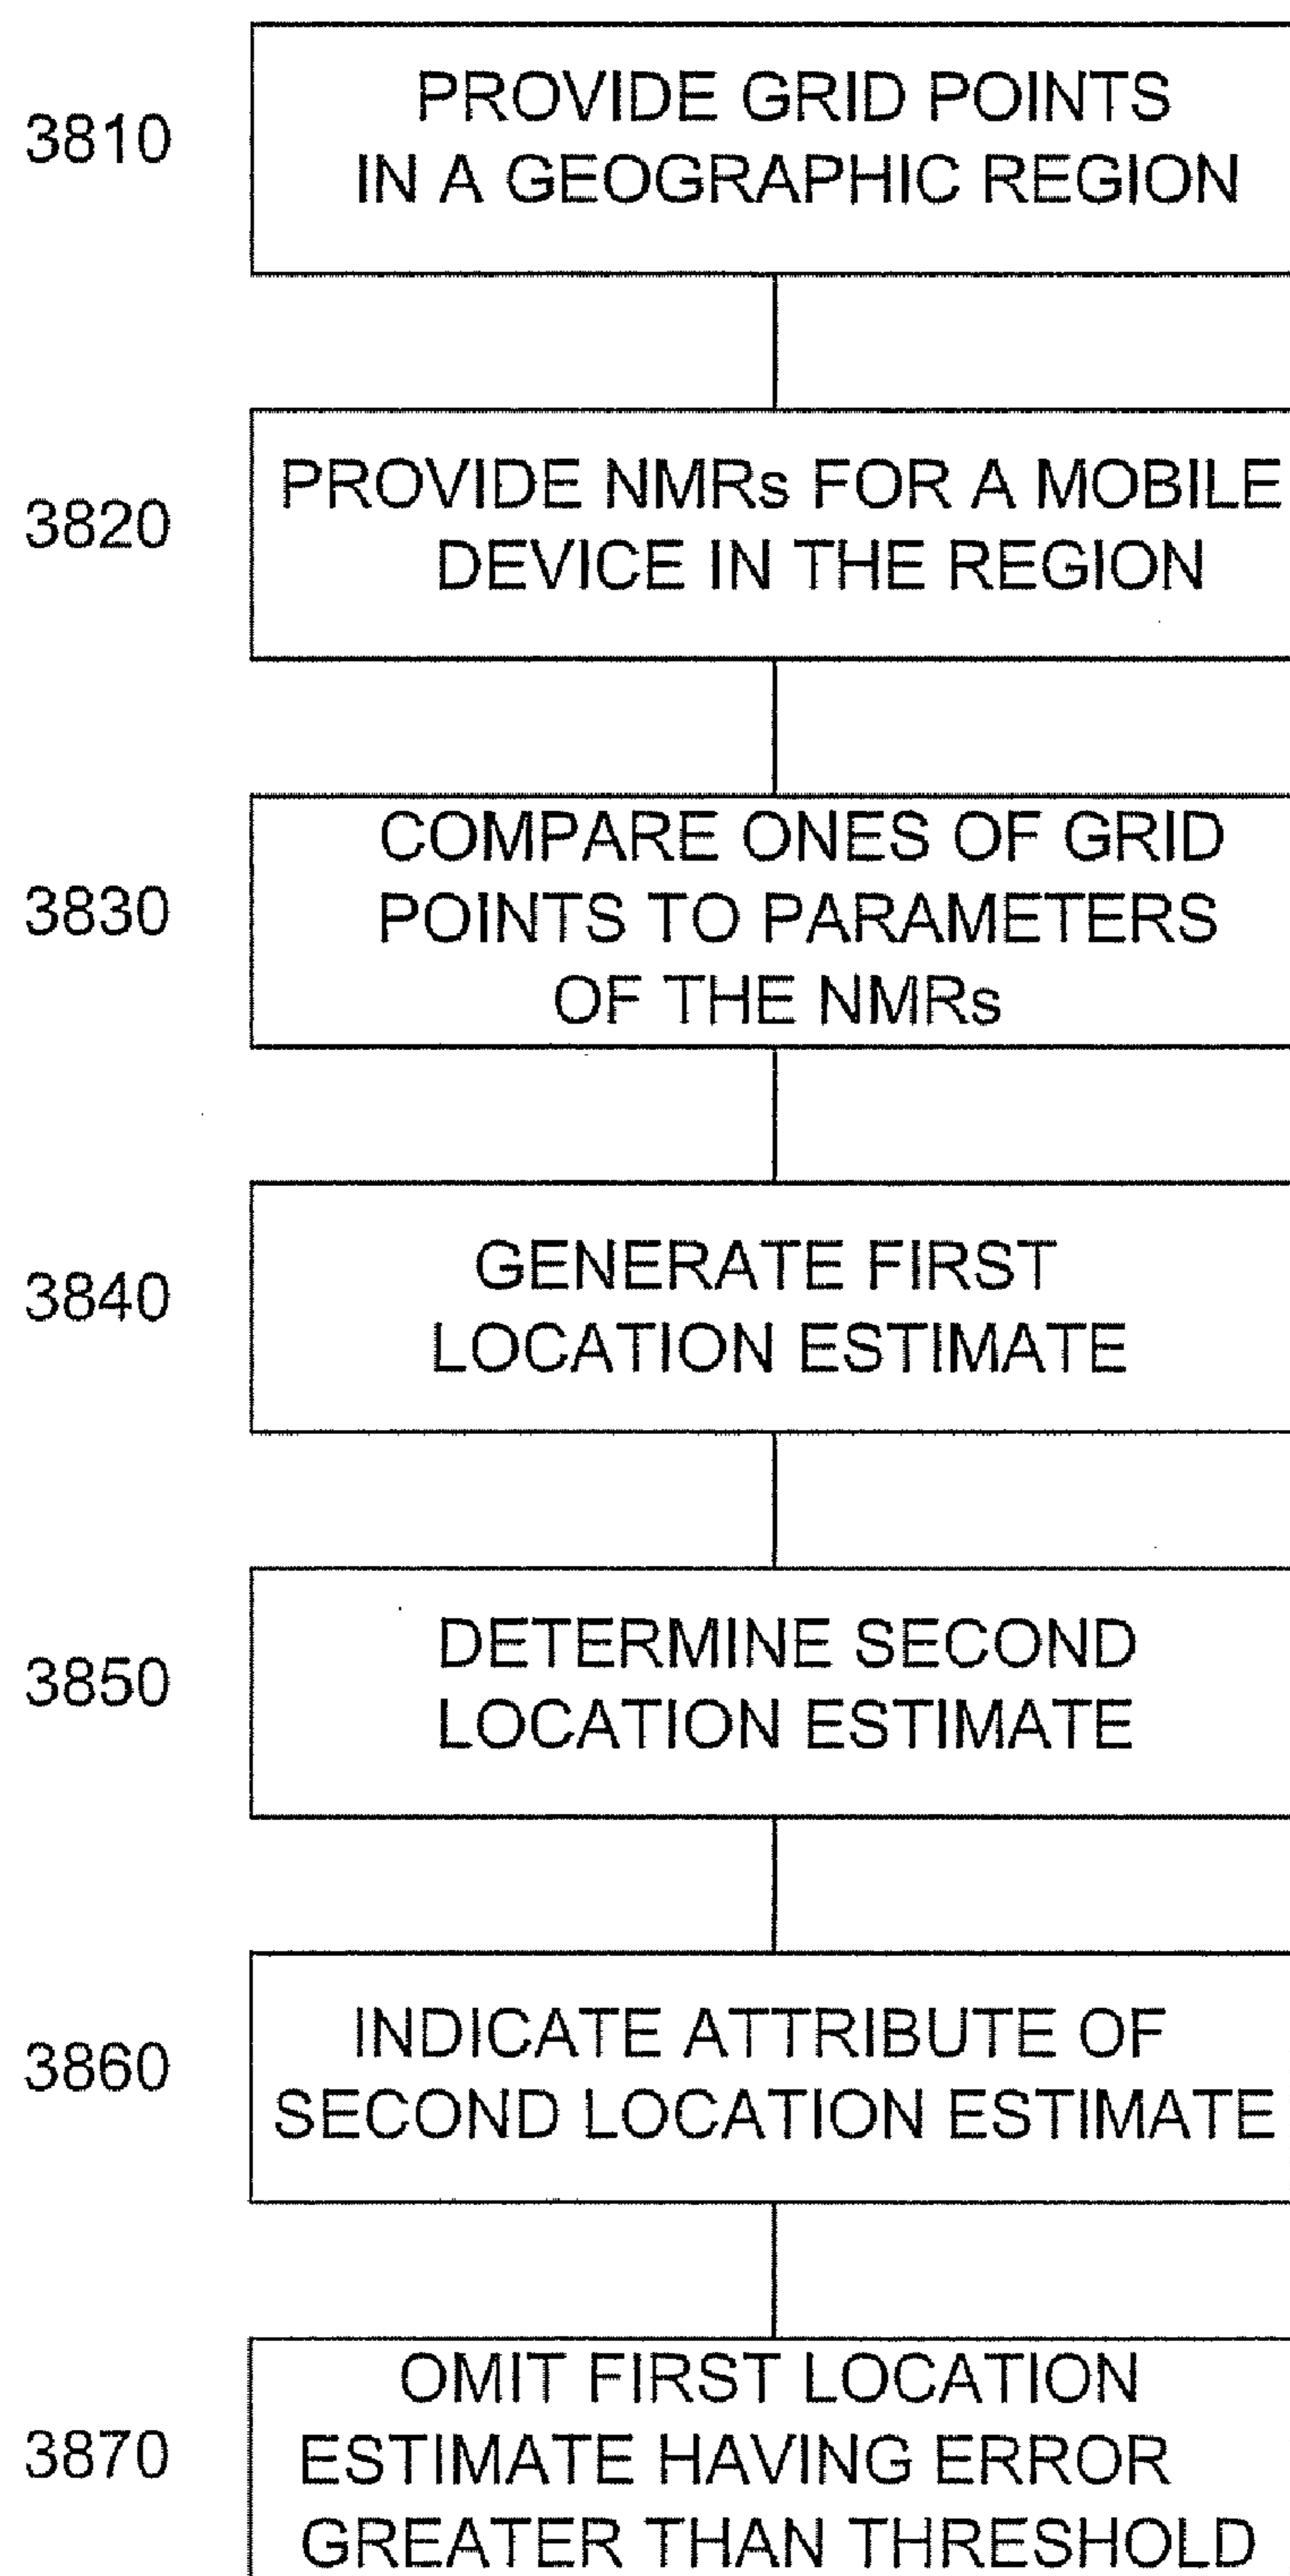 3810
PROVIDE GRID POINTS
IN A GEOGRAPHIC REGION
3820
PROVIDE NMRs FOR A MOBILE
DEVICE IN THE REGION
3830
COMPARE ONES OF GRID
POINTS TO PARAMETERS
OF THE NMRs
3840
GENERATE FIRST
LOCATION ESTIMATE
3850
DETERMINE SECOND
LOCATION ESTIMATE
3860
INDICATE ATTRIBUTE OF
SECOND LOCATION ESTIMATE
3870
OMIT FIRST LOCATION
ESTIMATE HAVING ERROR
GREATER THAN THRESHOLD